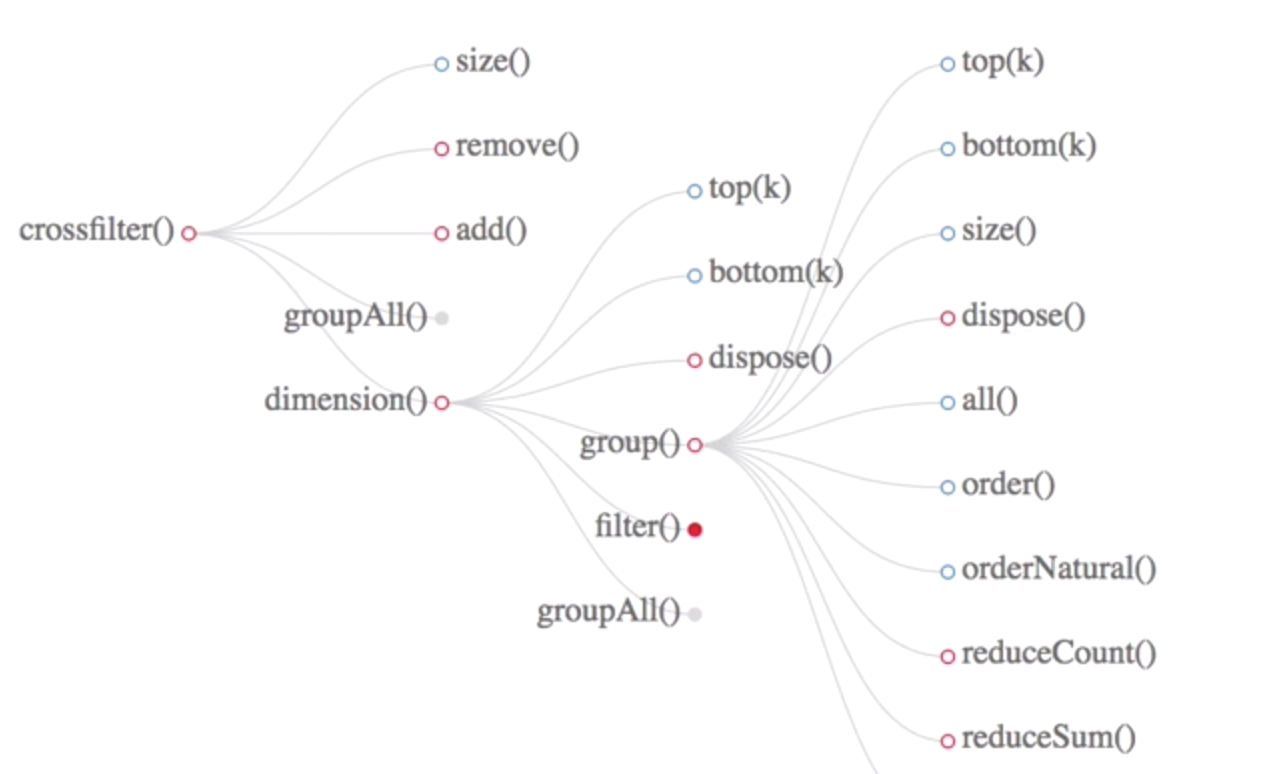 crossfilter()
size()
remove()
add()
groupAll()
dimension()
top(k)
bottom(k)
dispose()
group()
filter()
groupAll()
top(k)
bottom(k)
size()
dispose()
all()
order()
orderNatural()
reduceCount()
reduceSum()